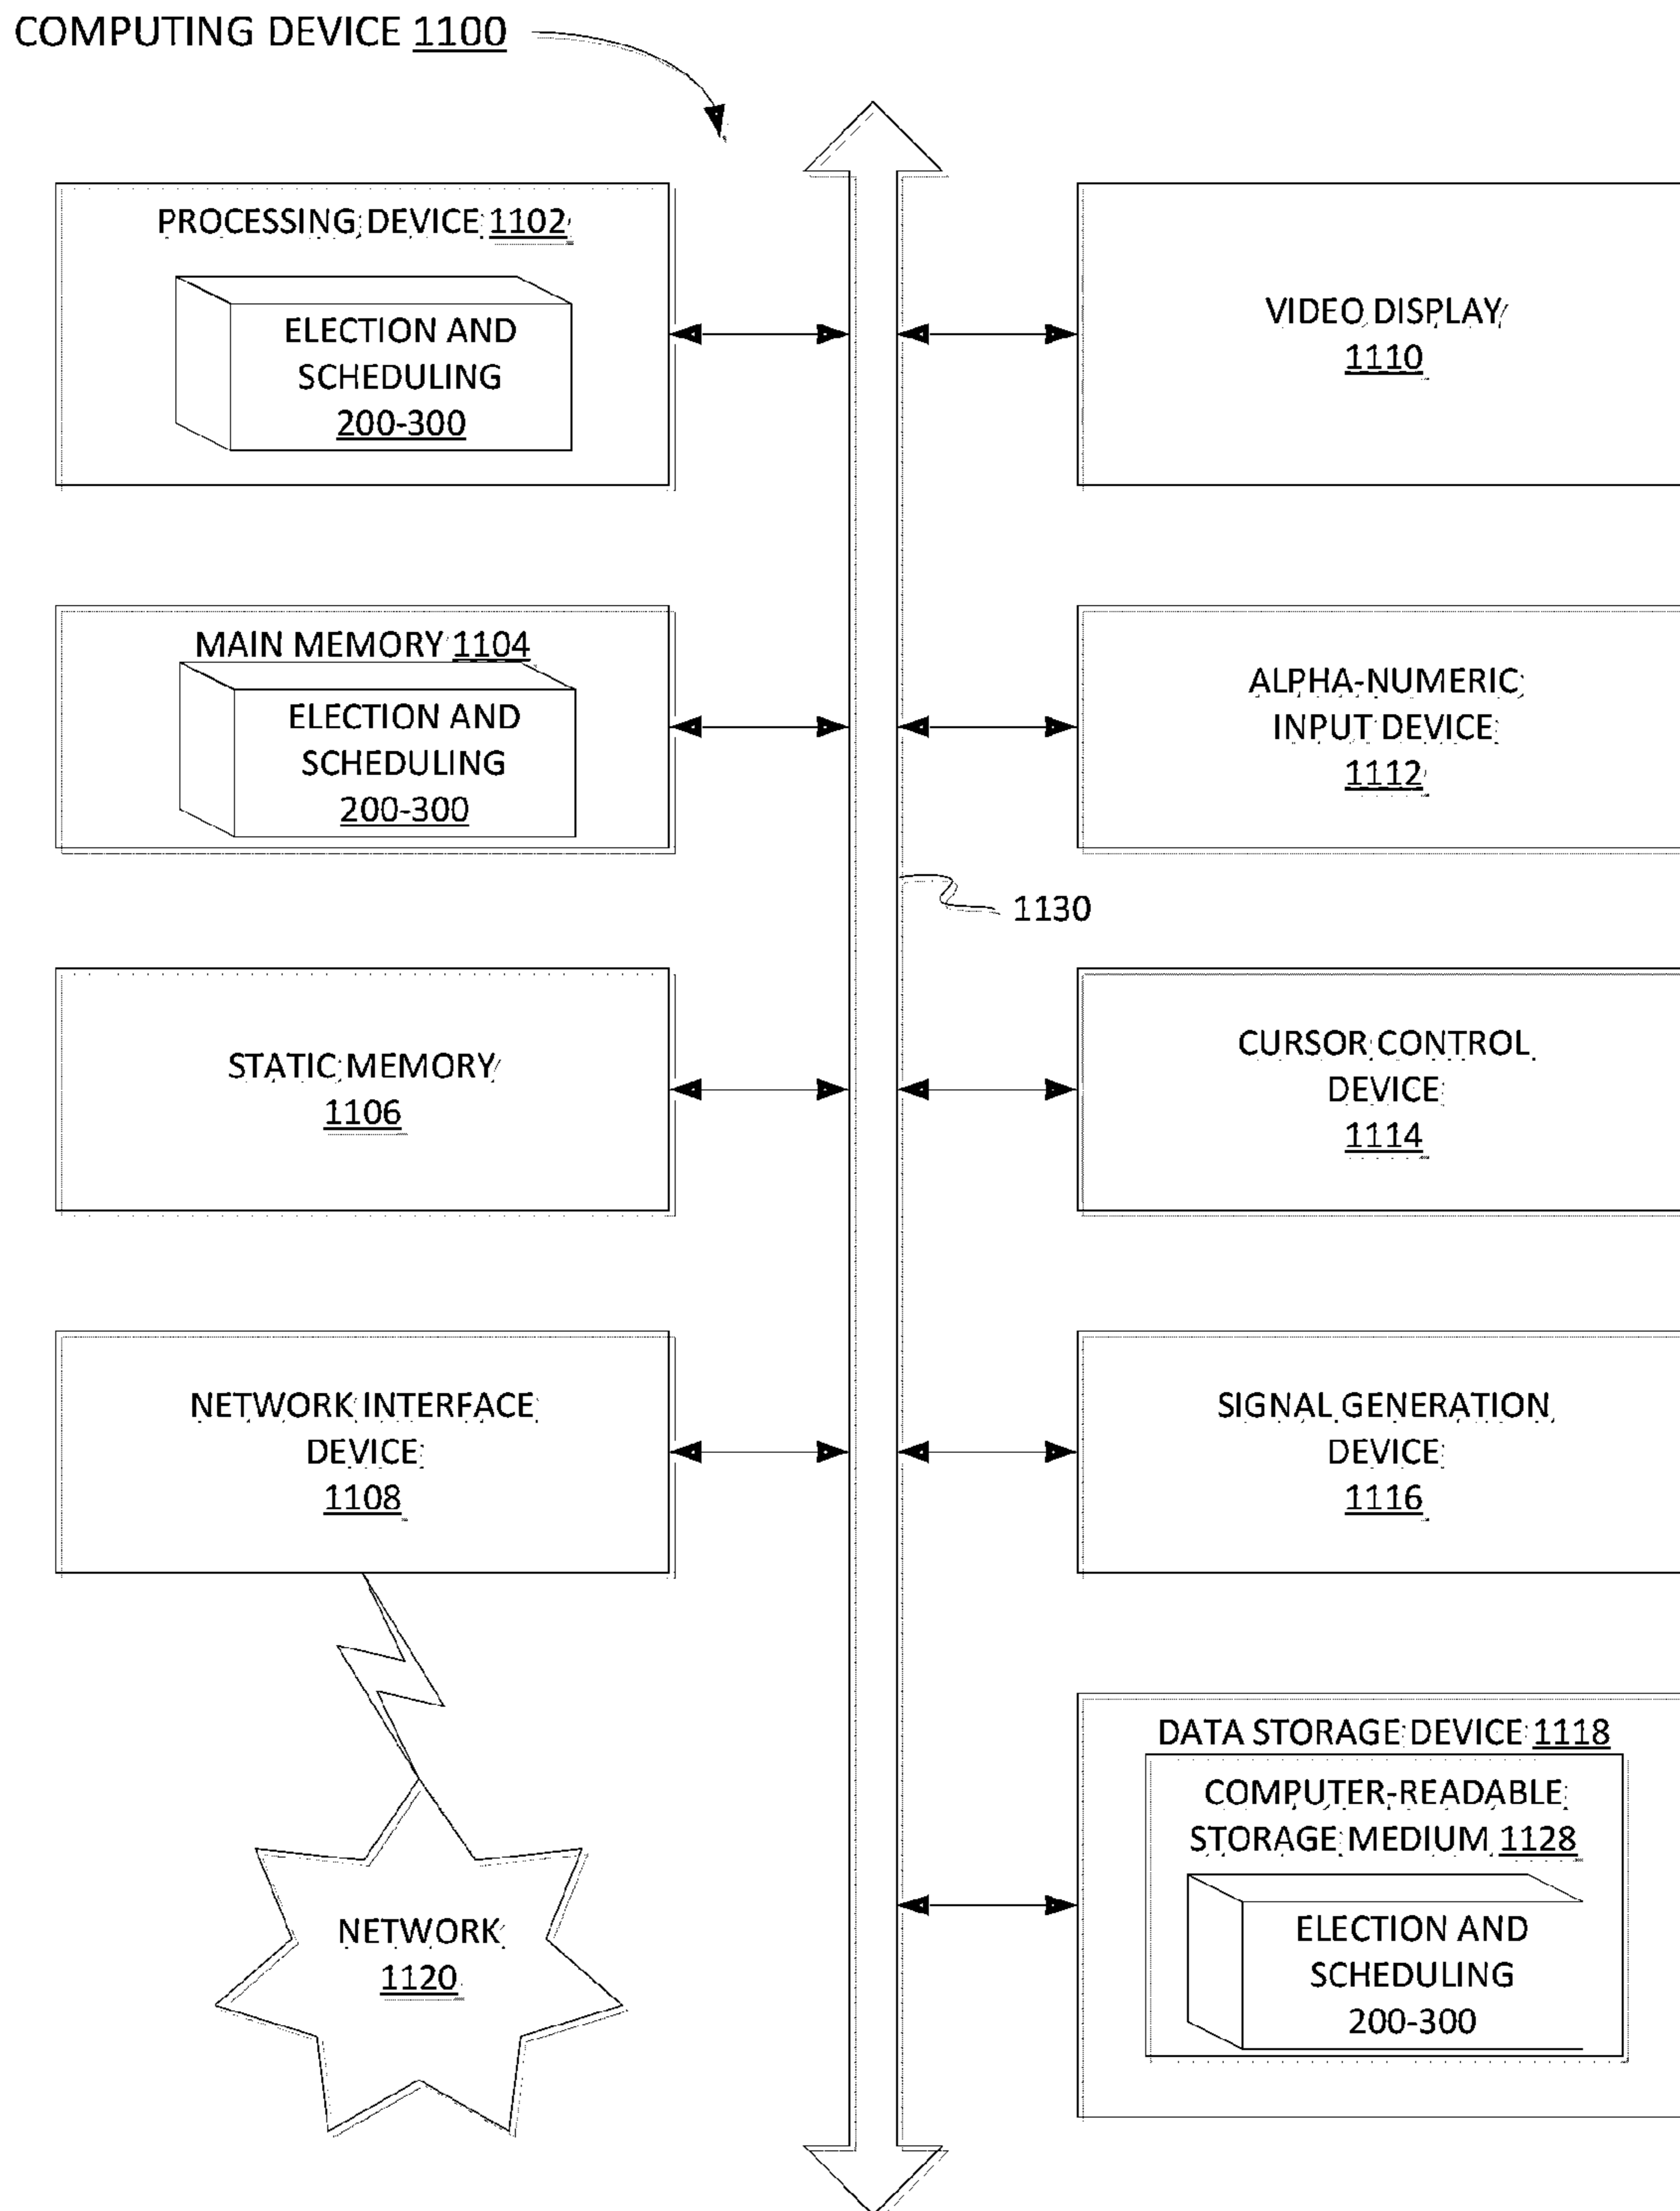 COMPUTING DEVICE 1100
PROCESSING DEVICE 1102
ELECTION AND
SCHEDULING
200-300
MAIN MEMORY 1104
ELECTION AND
SCHEDULING
200-300
STATIC MEMORY
1106
NETWORK INTERFACE
DEVICE
1108
NETWORK
1120
VIDEO DISPLAY
1110
ALPHA-NUMERIC
INPUT DEVICE
1112
1130
CURSOR CONTROL
DEVICE
1114
SIGNAL GENERATION
DEVICE
1116
DATA STORAGE DEVICE 1118
COMPUTER-READABLE
STORAGE MEDIUM 1128
ELECTION AND
SCHEDULING
200-300